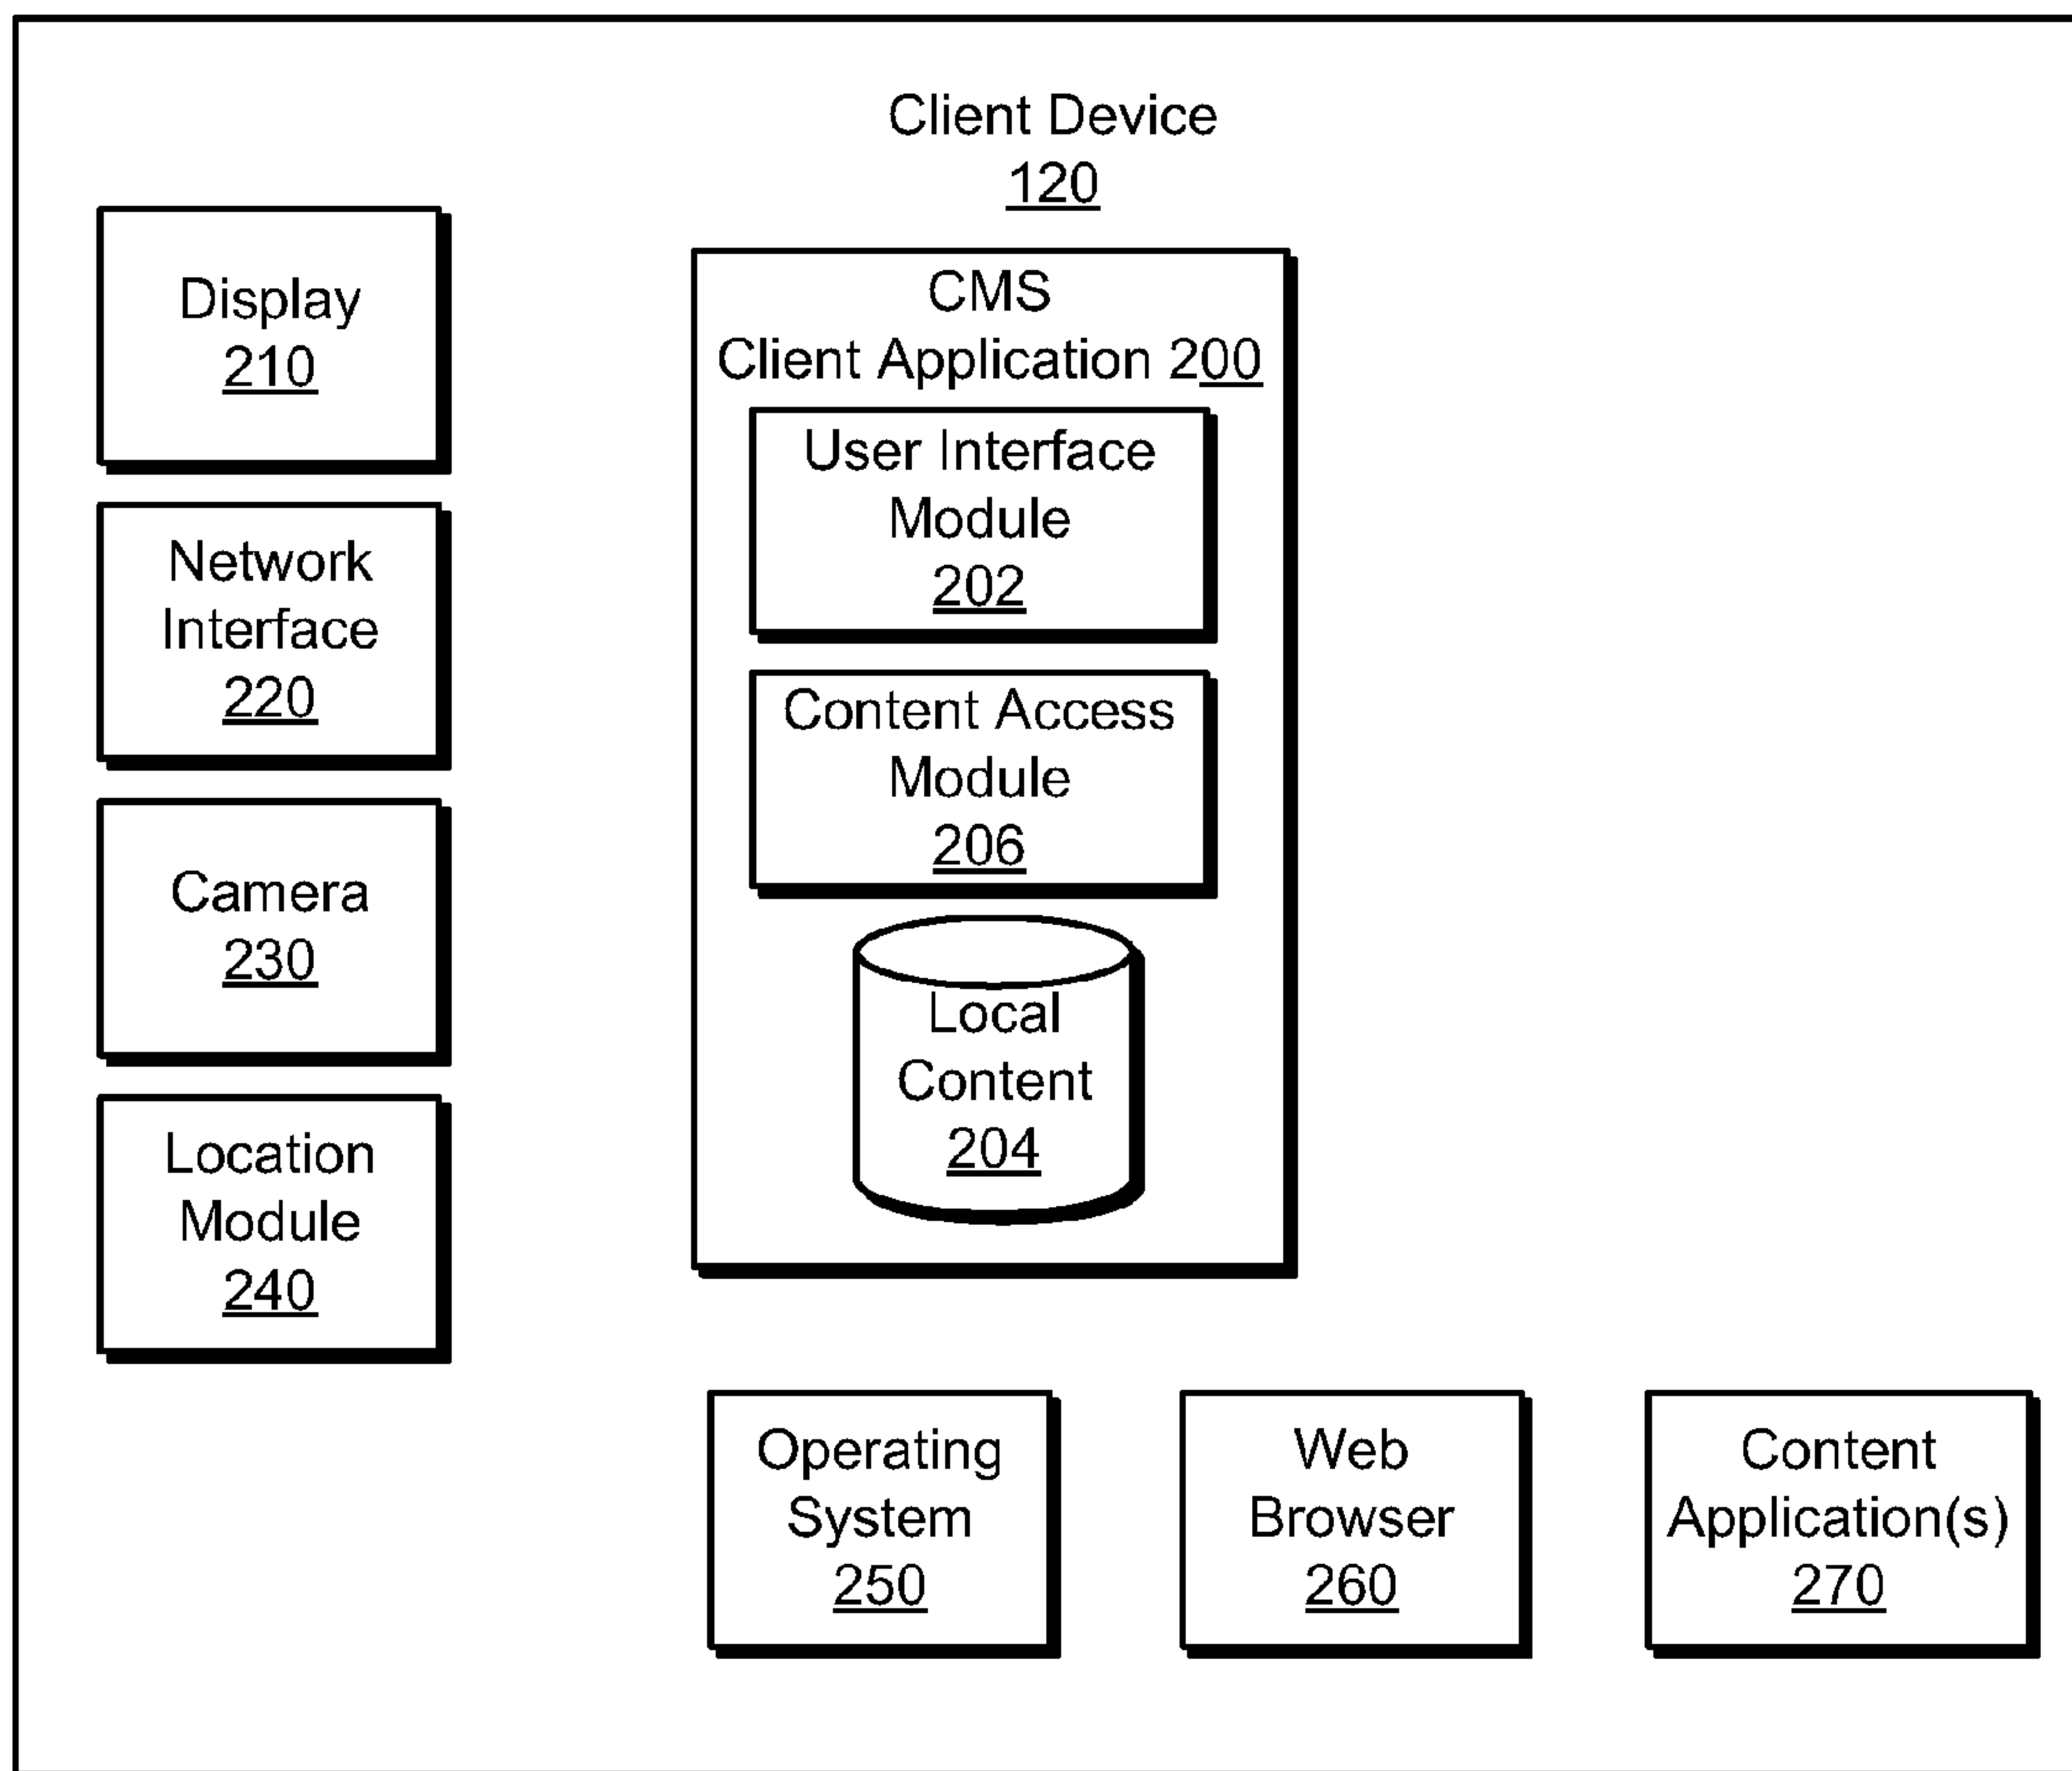 Client Device
120
Display
210
Network
Interface
220
Camera
230
Location
Module
240
CMS
Client Application 200
User Interface
Module
202
Content Access
Module
206
Local
Content
204
Operating
System
250
Web
Browser
260
Content
Application(s)
270